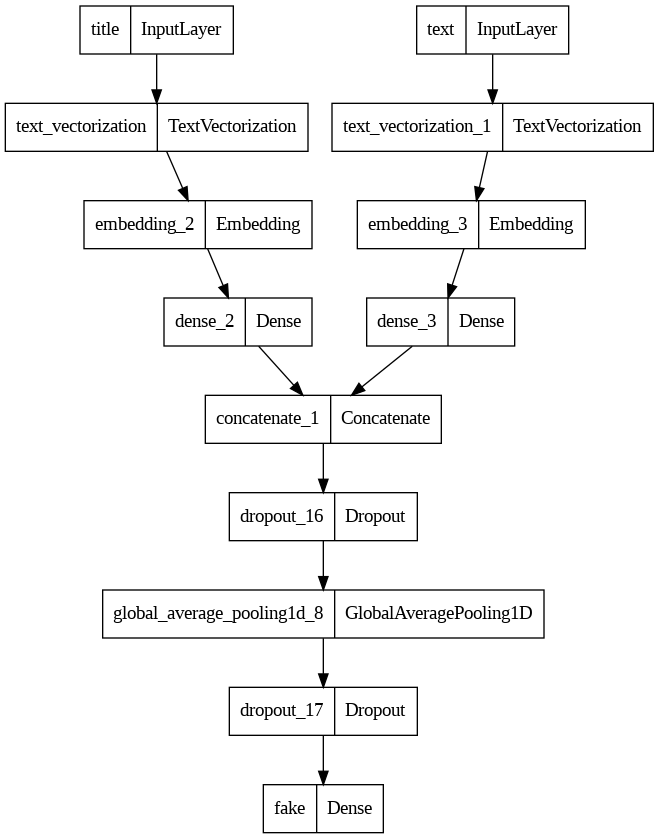 title InputLayer
text InputLayer
text_vectorization TextVectorization
text_vectorization_1 TextVectorization
embedding_2 Embedding
embedding_3 Embedding
dense_2 Dense
dense_3 Dense
concatenate_1 Concatenate
dropout_16 Dropout
global_average_pooling1d_8 GlobalAveragePooling1D
dropout_17 Dropout
fake Dense